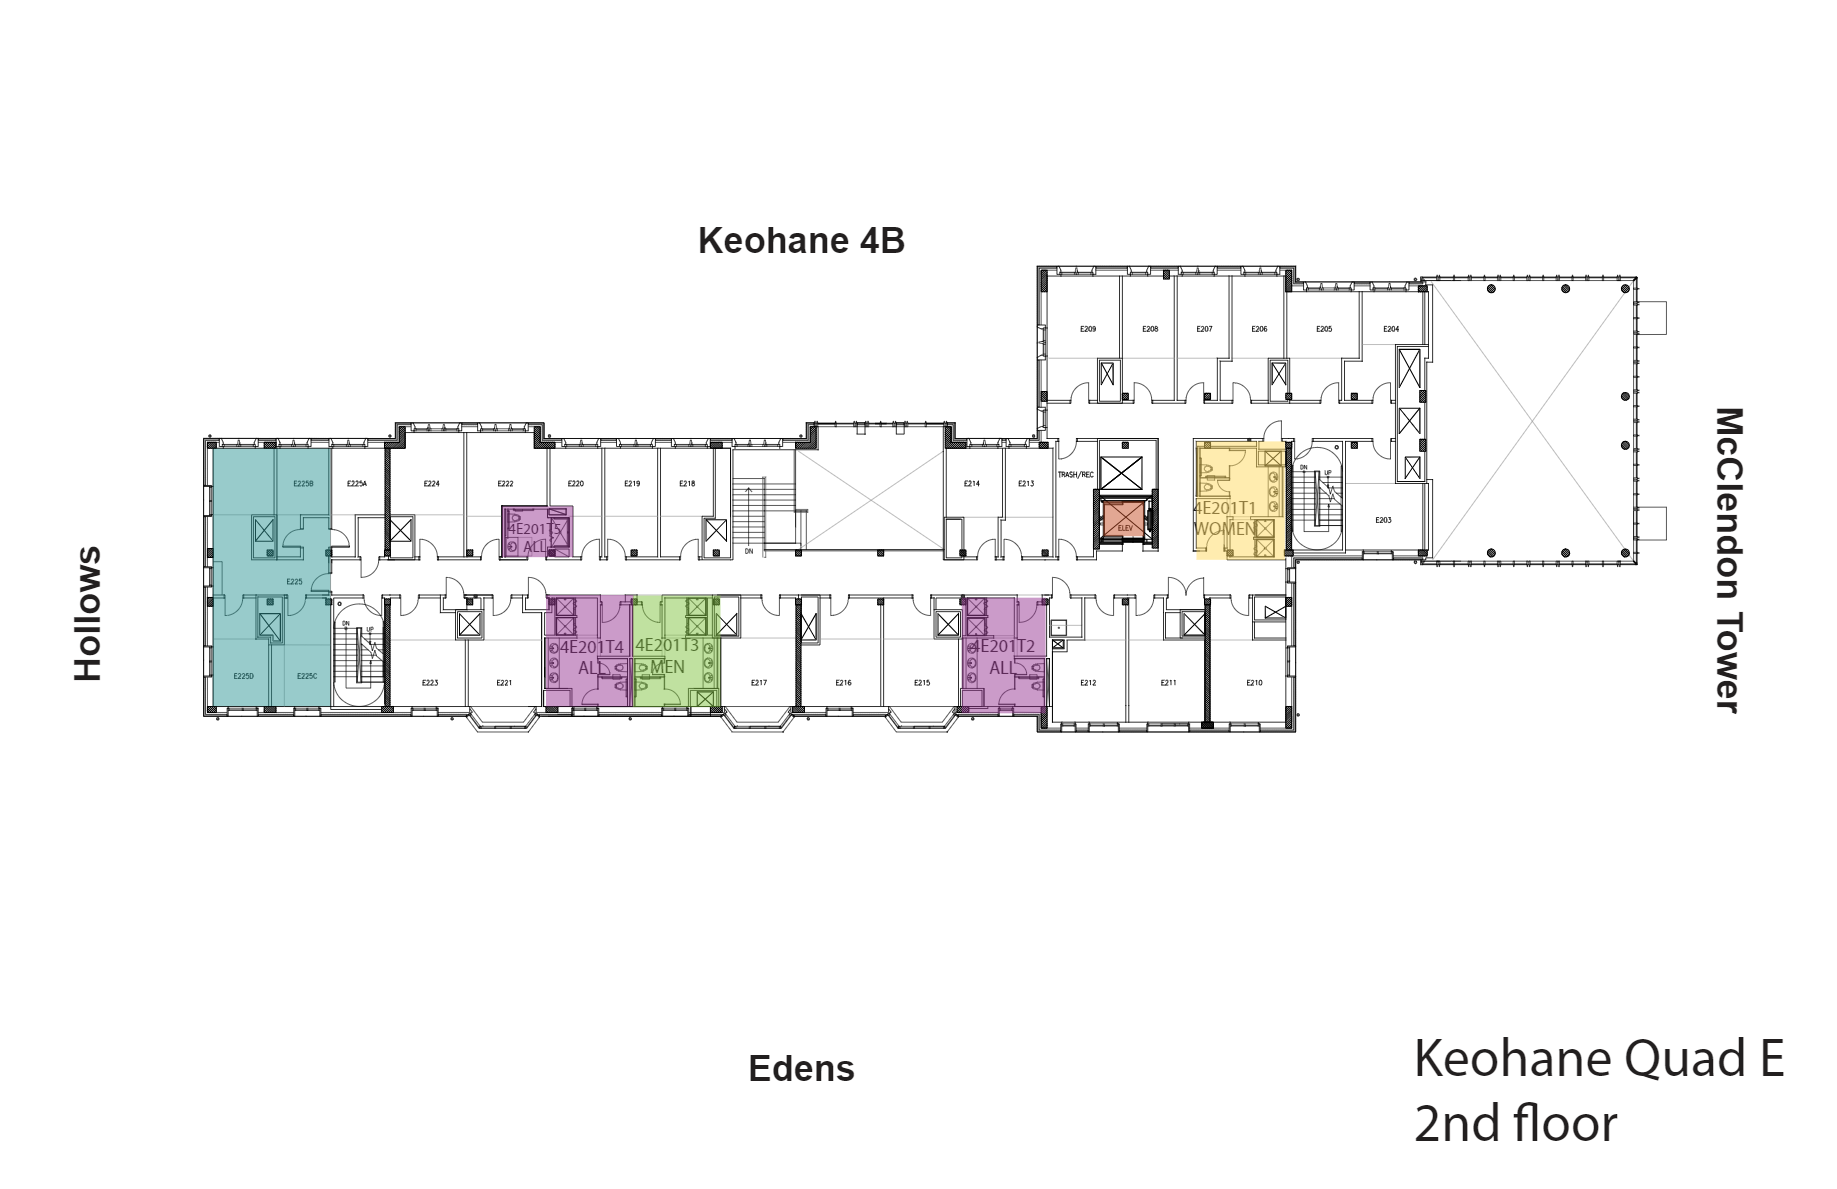 Keohane 4B
E209
E208
E207
E206
E205
E204
E225B
E225A
E224
E222
E220
E219
E218
E214
E213
TRASH/REC
ELEV
4E201T1
WOMEN
DN
UP
E203
4E201T5
ALL
DN
E225
DN
UP
E225D
E225C
E223
E221
4E201T4
ALL
4E201T3
MEN
E217
E216
E215
4E201T2
ALL
E212
E211
E210
Hollows
McClendon Tower
Edens
Keohane Quad E
2nd floor